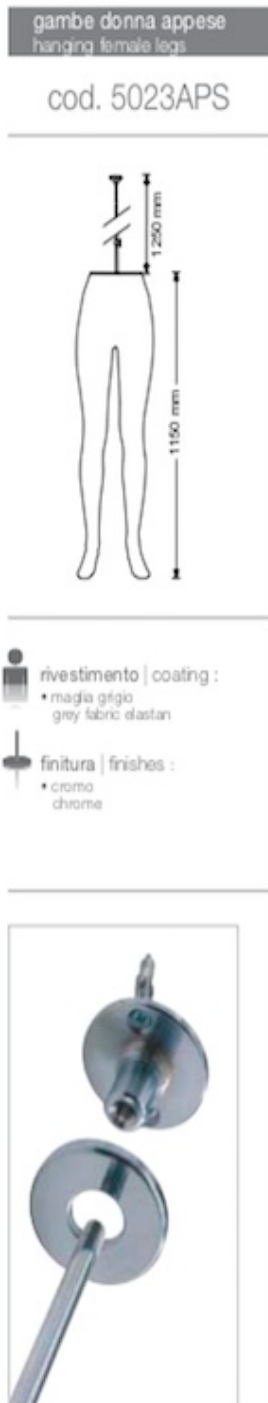 gambe donna appese
hanging female legs
cod. 5023APS
1250 mm
1150 mm
rivestimento | coating :
• maglia grigio
grey fabric elastan
finitura | finishes :
• cromo
chrome